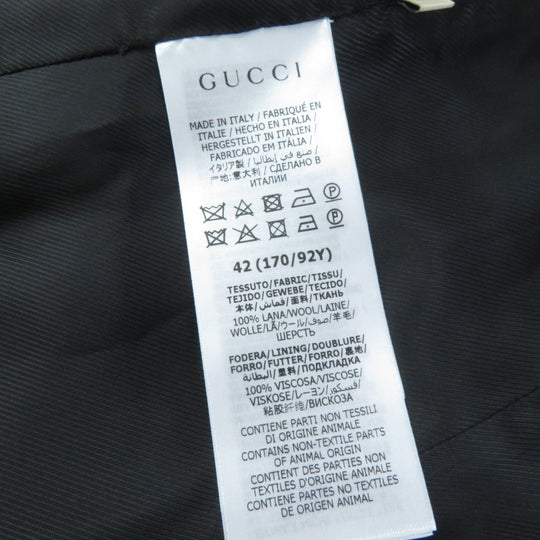 GUCCI
MADE IN ITALY / FABRIQUÉ EN
ITALIE / HECHO EN ITALIA /
HERGESTELLT IN ITALIEN /
FABRICADO EM ITÁLIA /
イタリア製 / صنع في إيطاليا /
产地:意大利 / СДЕЛАНО В
ИТАЛИИ
P
P
42 (170/92Y)
TESSUTO/FABRIC/TISSU/
TEJIDO/GEWEBE/TECIDO/
本体/قماش/面料/ТКАНЬ
100% LANA/WOOL/LAINE/
WOLLE/LÃ/ウール/صوف/羊毛/
ШЕРСТЬ
FODERA/LINING/DOUBLURE/
FORRO/FUTTER/FORRO/裏地/
البطانة/里料/ПОДКЛАДКА
100% VISCOSA/VISCOSE/
VISKOSE/レーヨン/فسكوز/
粘胶纤维/ВИСКОЗА
CONTIENE PARTI NON TESSILI
DI ORIGINE ANIMALE
CONTAINS NON-TEXTILE PARTS
OF ANIMAL ORIGIN
CONTIENT DES PARTIES NON
TEXTILES D'ORIGINE ANIMALE
CONTIENE PARTES NO TEXTILES
DE ORIGEN ANIMAL